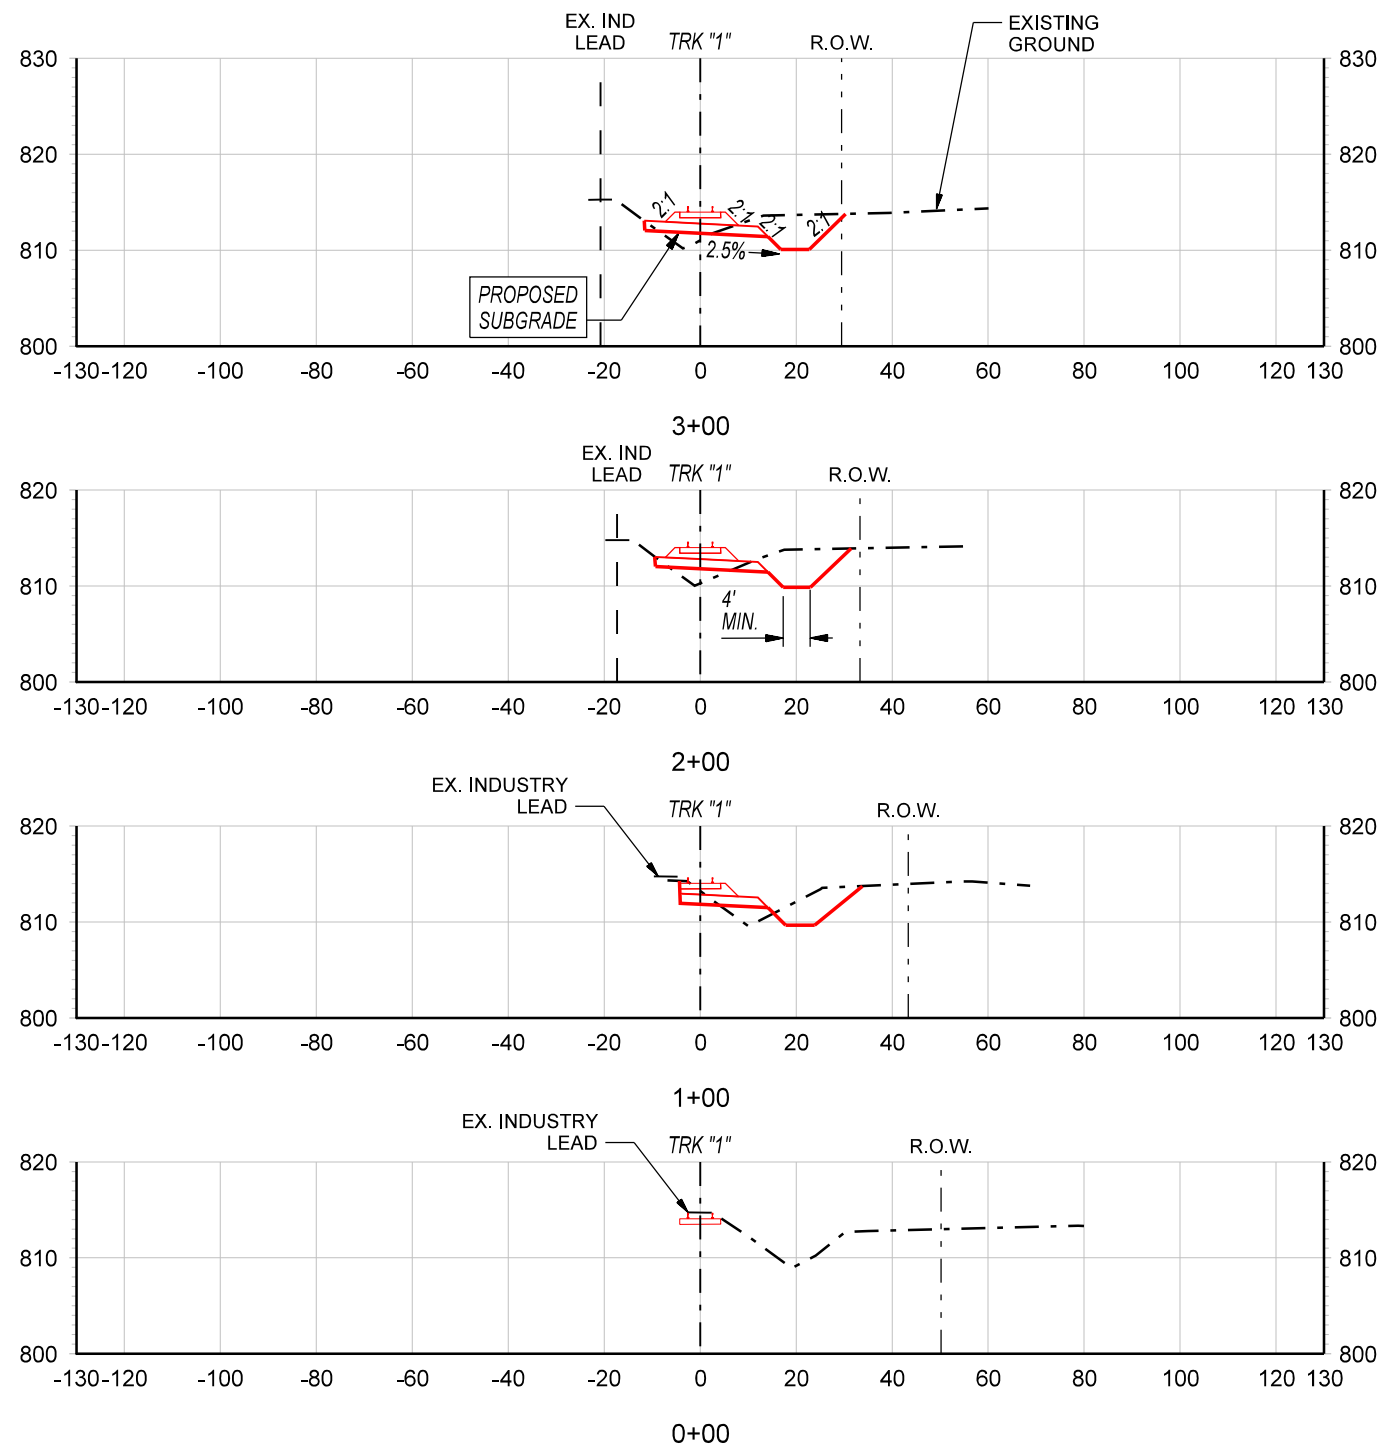 EX. IND
LEAD
TRK "1"
R.O.W.
EXISTING
GROUND
830 830
820 820
810 810
800 800
2:1 2:1 2:1 2:1
2.5%
PROPOSED
SUBGRADE
-130 -120 -100 -80 -60 -40 -20 0 20 40 60 80 100 120 130
3+00
EX. IND
LEAD
TRK "1"
R.O.W.
820 820
810 810
800 800
4'
MIN.
-130 -120 -100 -80 -60 -40 -20 0 20 40 60 80 100 120 130
2+00
EX. INDUSTRY
LEAD
TRK "1"
R.O.W.
820 820
810 810
800 800
-130 -120 -100 -80 -60 -40 -20 0 20 40 60 80 100 120 130
1+00
EX. INDUSTRY
LEAD
TRK "1"
R.O.W.
820 820
810 810
800 800
-130 -120 -100 -80 -60 -40 -20 0 20 40 60 80 100 120 130
0+00